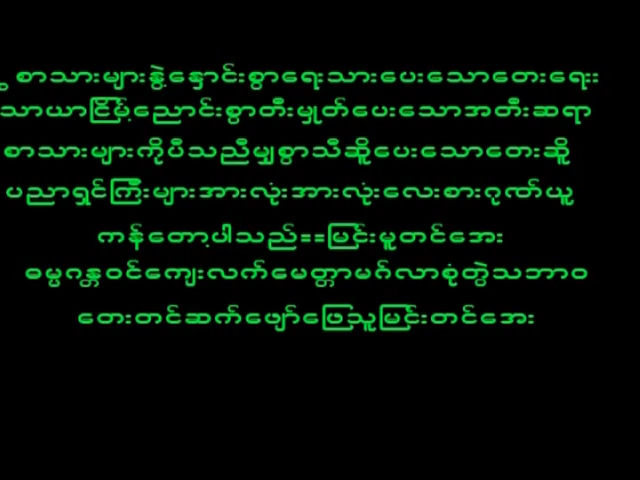 စာသားများနွဲ့နှောင်းစွာရေးသားပေးသောတေးရေး
သာယာငြိမ့်ညောင်းစွာတီးမှုတ်ပေးသောအတီးဆရာ
စာသားများကိုပီသညီမျှစွာသီဆိူပေးသောတေးဆိူ
ပညာရှင်ကြီးများအားလုံးအားလုံးလေးစားဂုဏ်ယူ
ကန်တော့ပါသည်==မြင်းမူတင်အေး
ဓမ္မဂန္တဝင်ကျေးလက်မေတ္တာမဂ်လာစုံတွဲသဘာဝ
တေးတင်ဆက်ဖျော်ဖြေသူမြင်းတင်အေး